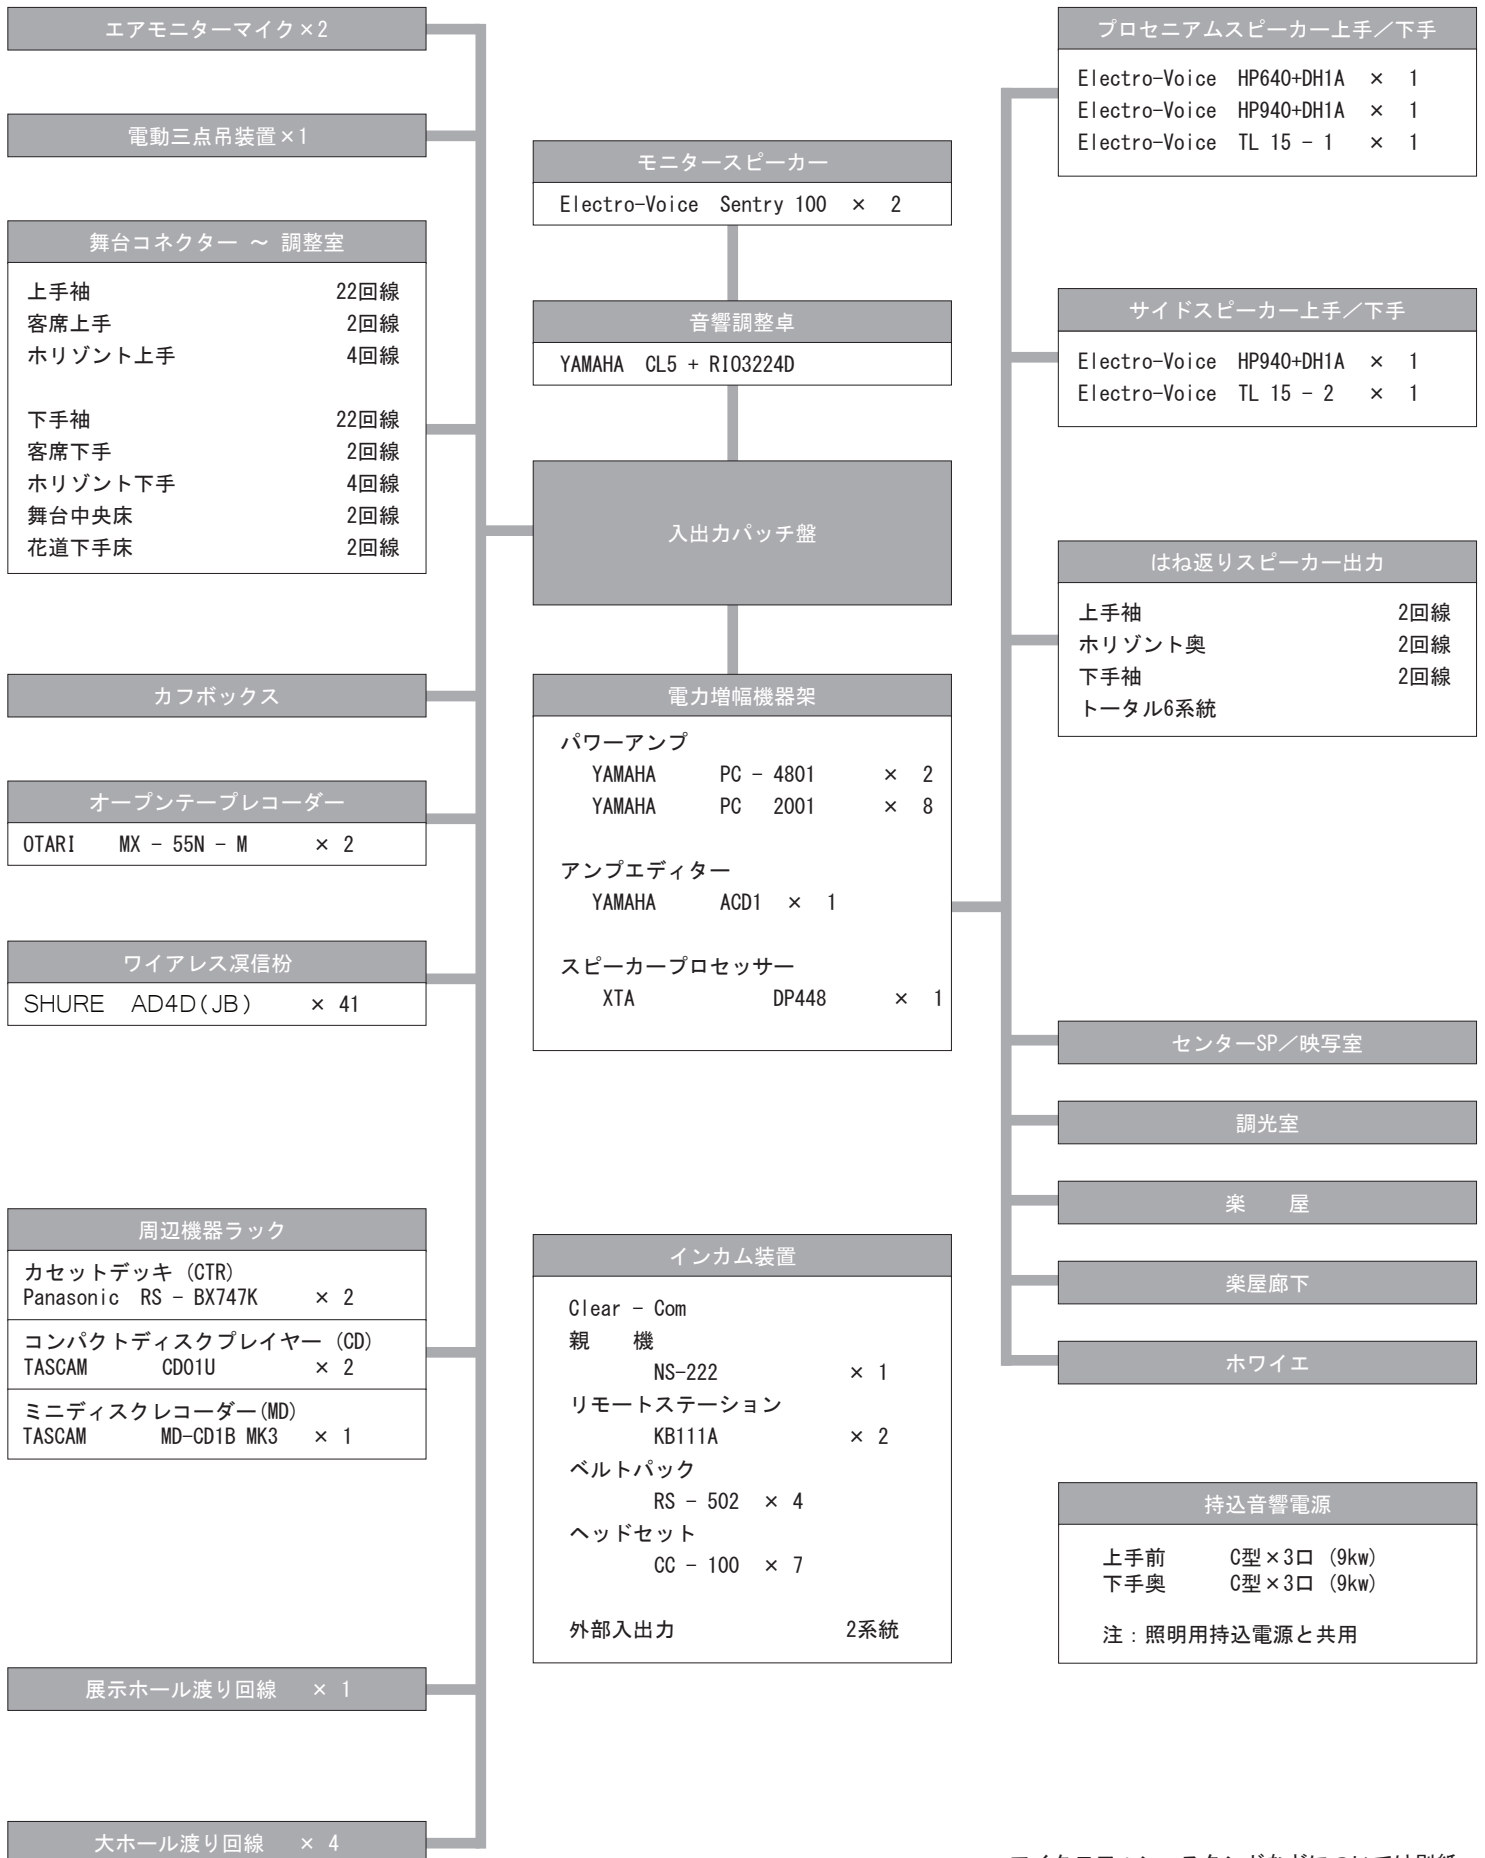 エアモニターマイク×2
電動三点吊装置×1
舞台コネクター ～ 調整室
上手袖 22回線
客席上手 2回線
ホリゾント上手 4回線
下手袖 22回線
客席下手 2回線
ホリゾント下手 4回線
舞台中央床 2回線
花道下手床 2回線
カフボックス
オープンテープレコーダー
OTARI MX － 55N － M × 2
ワイアレス凕信枌
SHURE AD4D(JB) × 41
周辺機器ラック
カセットデッキ (CTR)
Panasonic RS － BX747K × 2
コンパクトディスクプレイヤー (CD)
TASCAM CD01U × 2
ミニディスクレコーダー(MD)
TASCAM MD-CD1B MK3 × 1
展示ホール渡り回線 × 1
大ホール渡り回線 × 4
モニタースピーカー
Electro-Voice Sentry 100 × 2
音響調整卓
YAMAHA CL5 + RIO3224D
入出力パッチ盤
電力増幅機器架
パワーアンプ
YAMAHA PC － 4801 × 2
YAMAHA PC 2001 × 8
アンプエディター
YAMAHA ACD1 × 1
スピーカープロセッサー
XTA DP448 × 1
インカム装置
Clear － Com
親 機
NS-222 × 1
リモートステーション
KB111A × 2
ベルトパック
RS － 502 × 4
ヘッドセット
CC － 100 × 7
外部入出力 2系統
プロセニアムスピーカー上手／下手
Electro-Voice HP640+DH1A × 1
Electro-Voice HP940+DH1A × 1
Electro-Voice TL 15 － 1 × 1
サイドスピーカー上手／下手
Electro-Voice HP940+DH1A × 1
Electro-Voice TL 15 － 2 × 1
はね返りスピーカー出力
上手袖 2回線
ホリゾント奥 2回線
下手袖 2回線
トータル6系統
センターSP／映写室
調光室
楽 屋
楽屋廊下
ホワイエ
持込音響電源
上手前 C型×3口 (9kw)
下手奥 C型×3口 (9kw)
注：照明用持込電源と共用